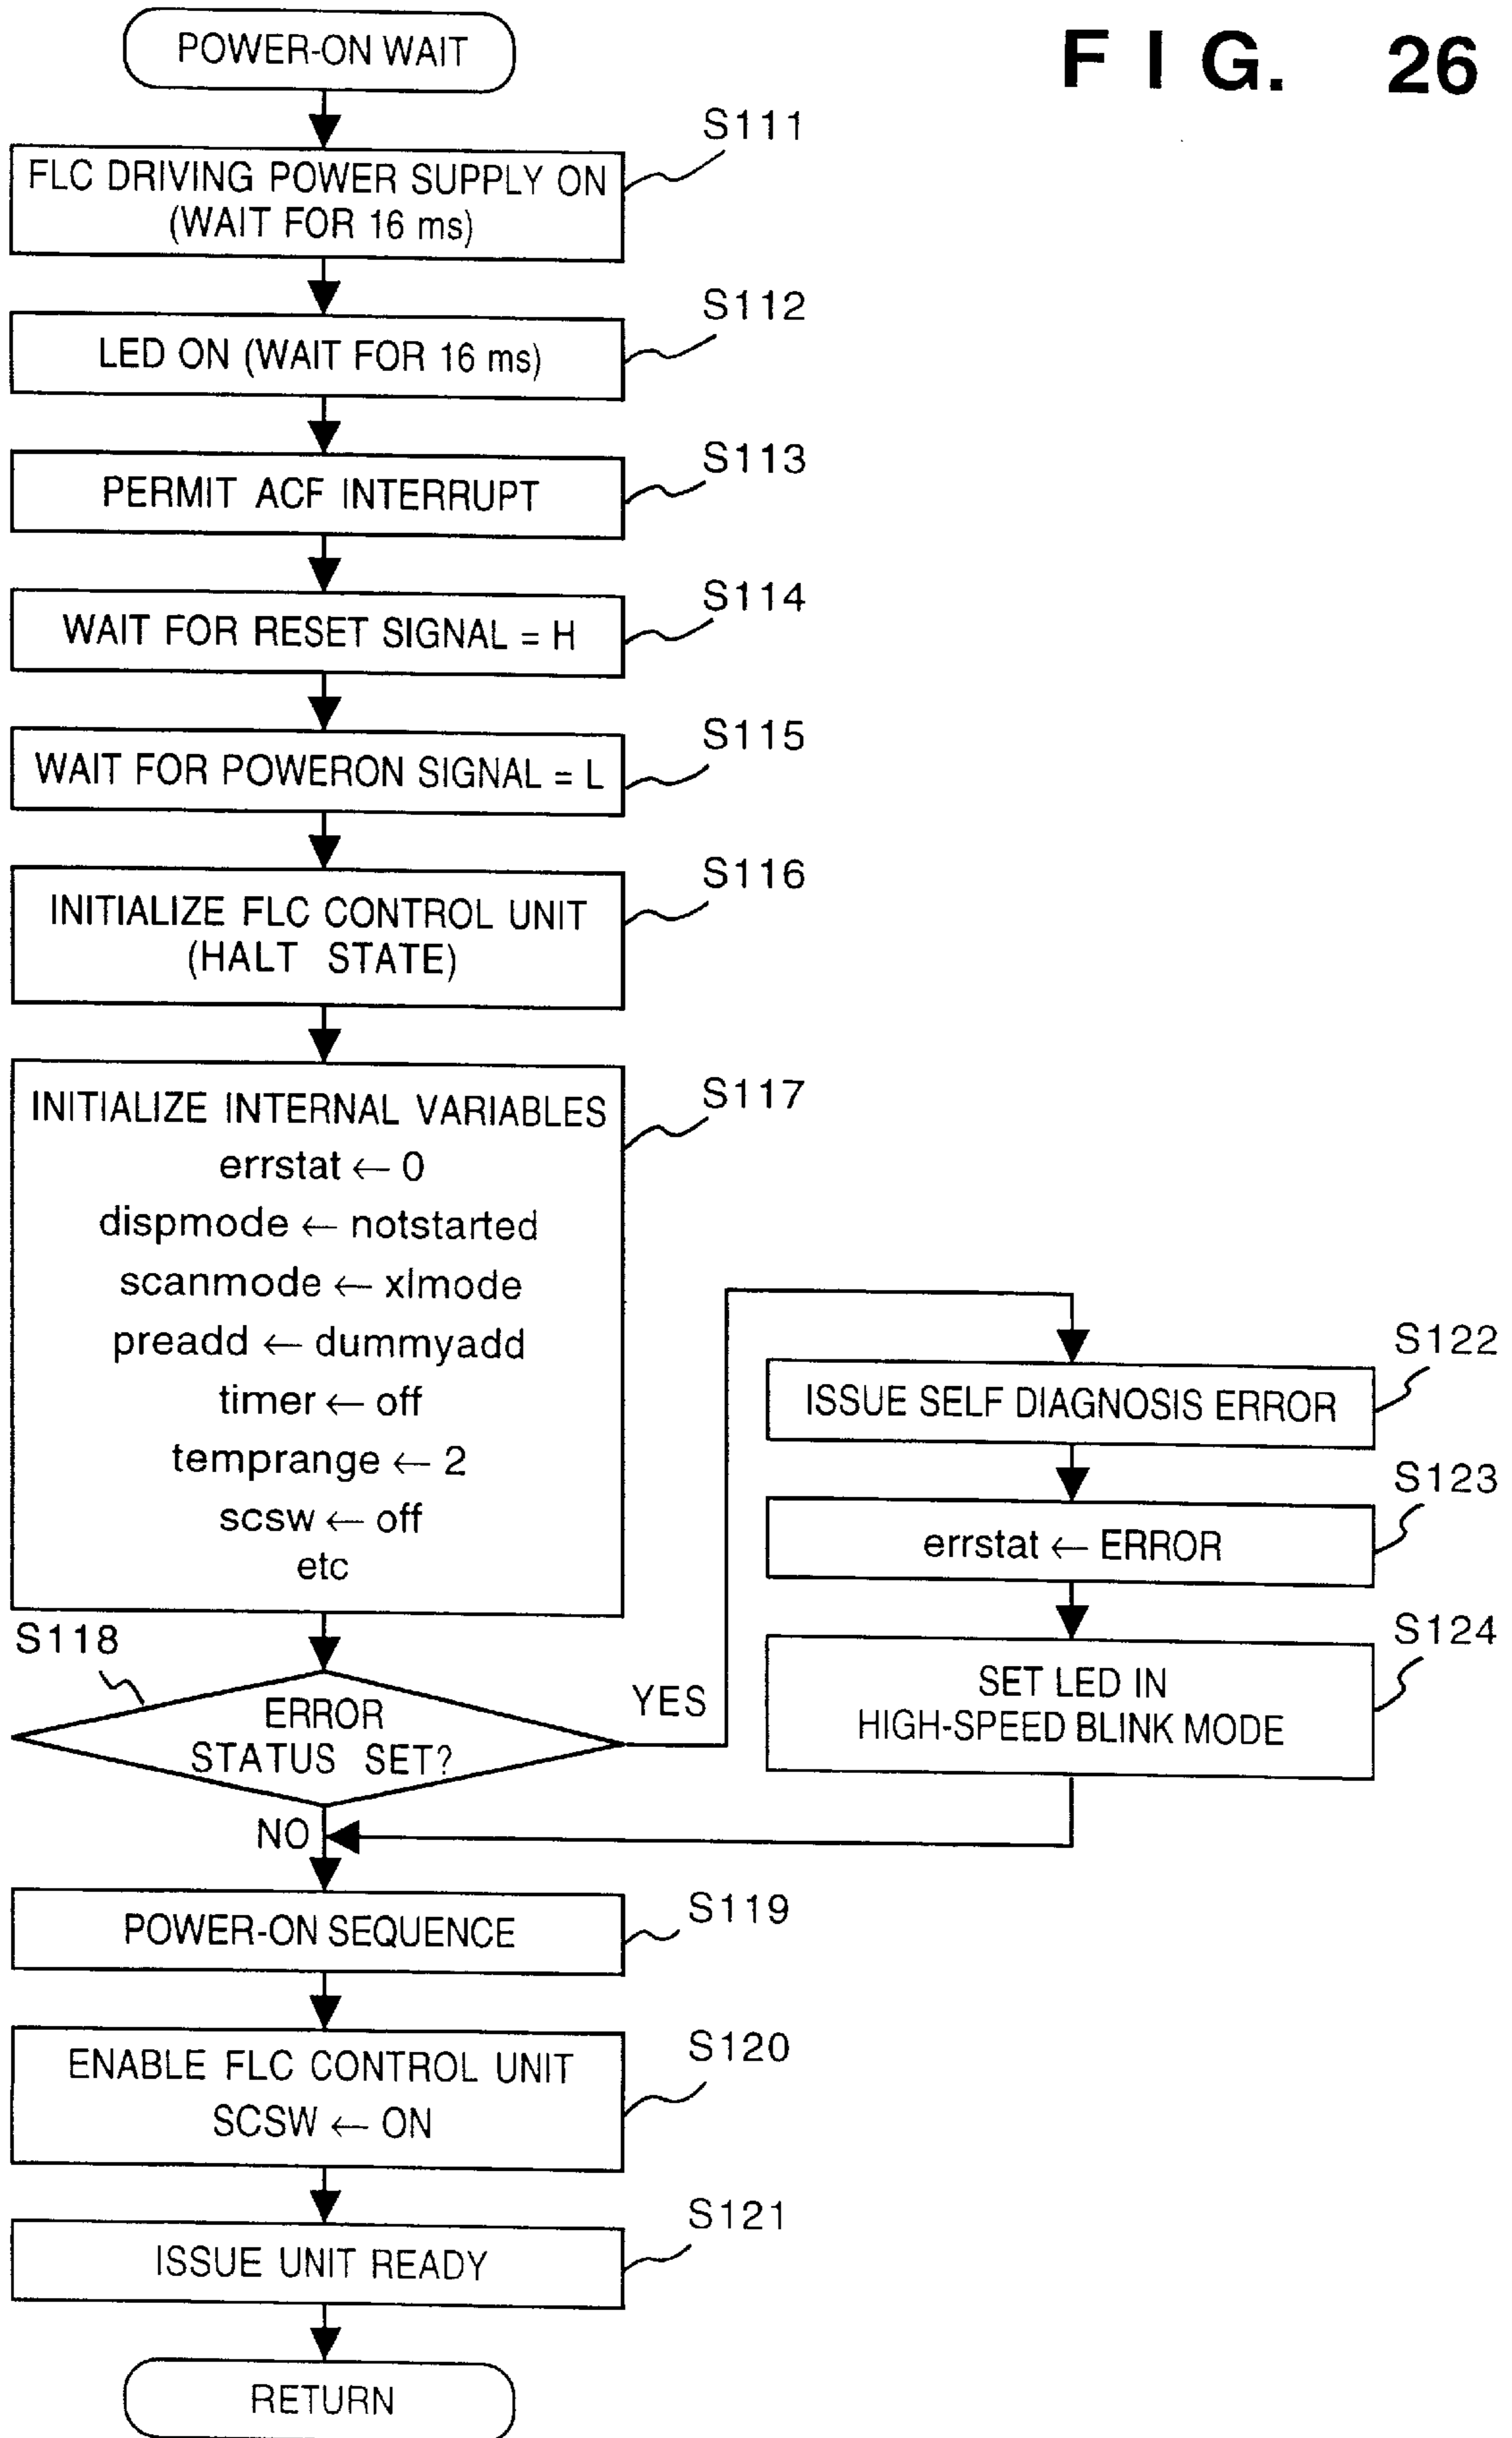 FIG. 26
POWER-ON WAIT
S111
FLC DRIVING POWER SUPPLY ON
(WAIT FOR 16 ms)
S112
LED ON (WAIT FOR 16 ms)
S113
PERMIT ACF INTERRUPT
S114
WAIT FOR RESET SIGNAL = H
S115
WAIT FOR POWERON SIGNAL = L
S116
INITIALIZE FLC CONTROL UNIT
(HALT STATE)
S117
INITIALIZE INTERNAL VARIABLES
errstat ← 0
dispmode ← notstarted
scanmode ← xlmode
preadd ← dummyadd
timer ← off
temprange ← 2
scsw ← off
etc
S118
ERROR
STATUS SET?
YES
NO
S122
ISSUE SELF DIAGNOSIS ERROR
S123
errstat ← ERROR
S124
SET LED IN
HIGH-SPEED BLINK MODE
S119
POWER-ON SEQUENCE
S120
ENABLE FLC CONTROL UNIT
SCSW ← ON
S121
ISSUE UNIT READY
RETURN